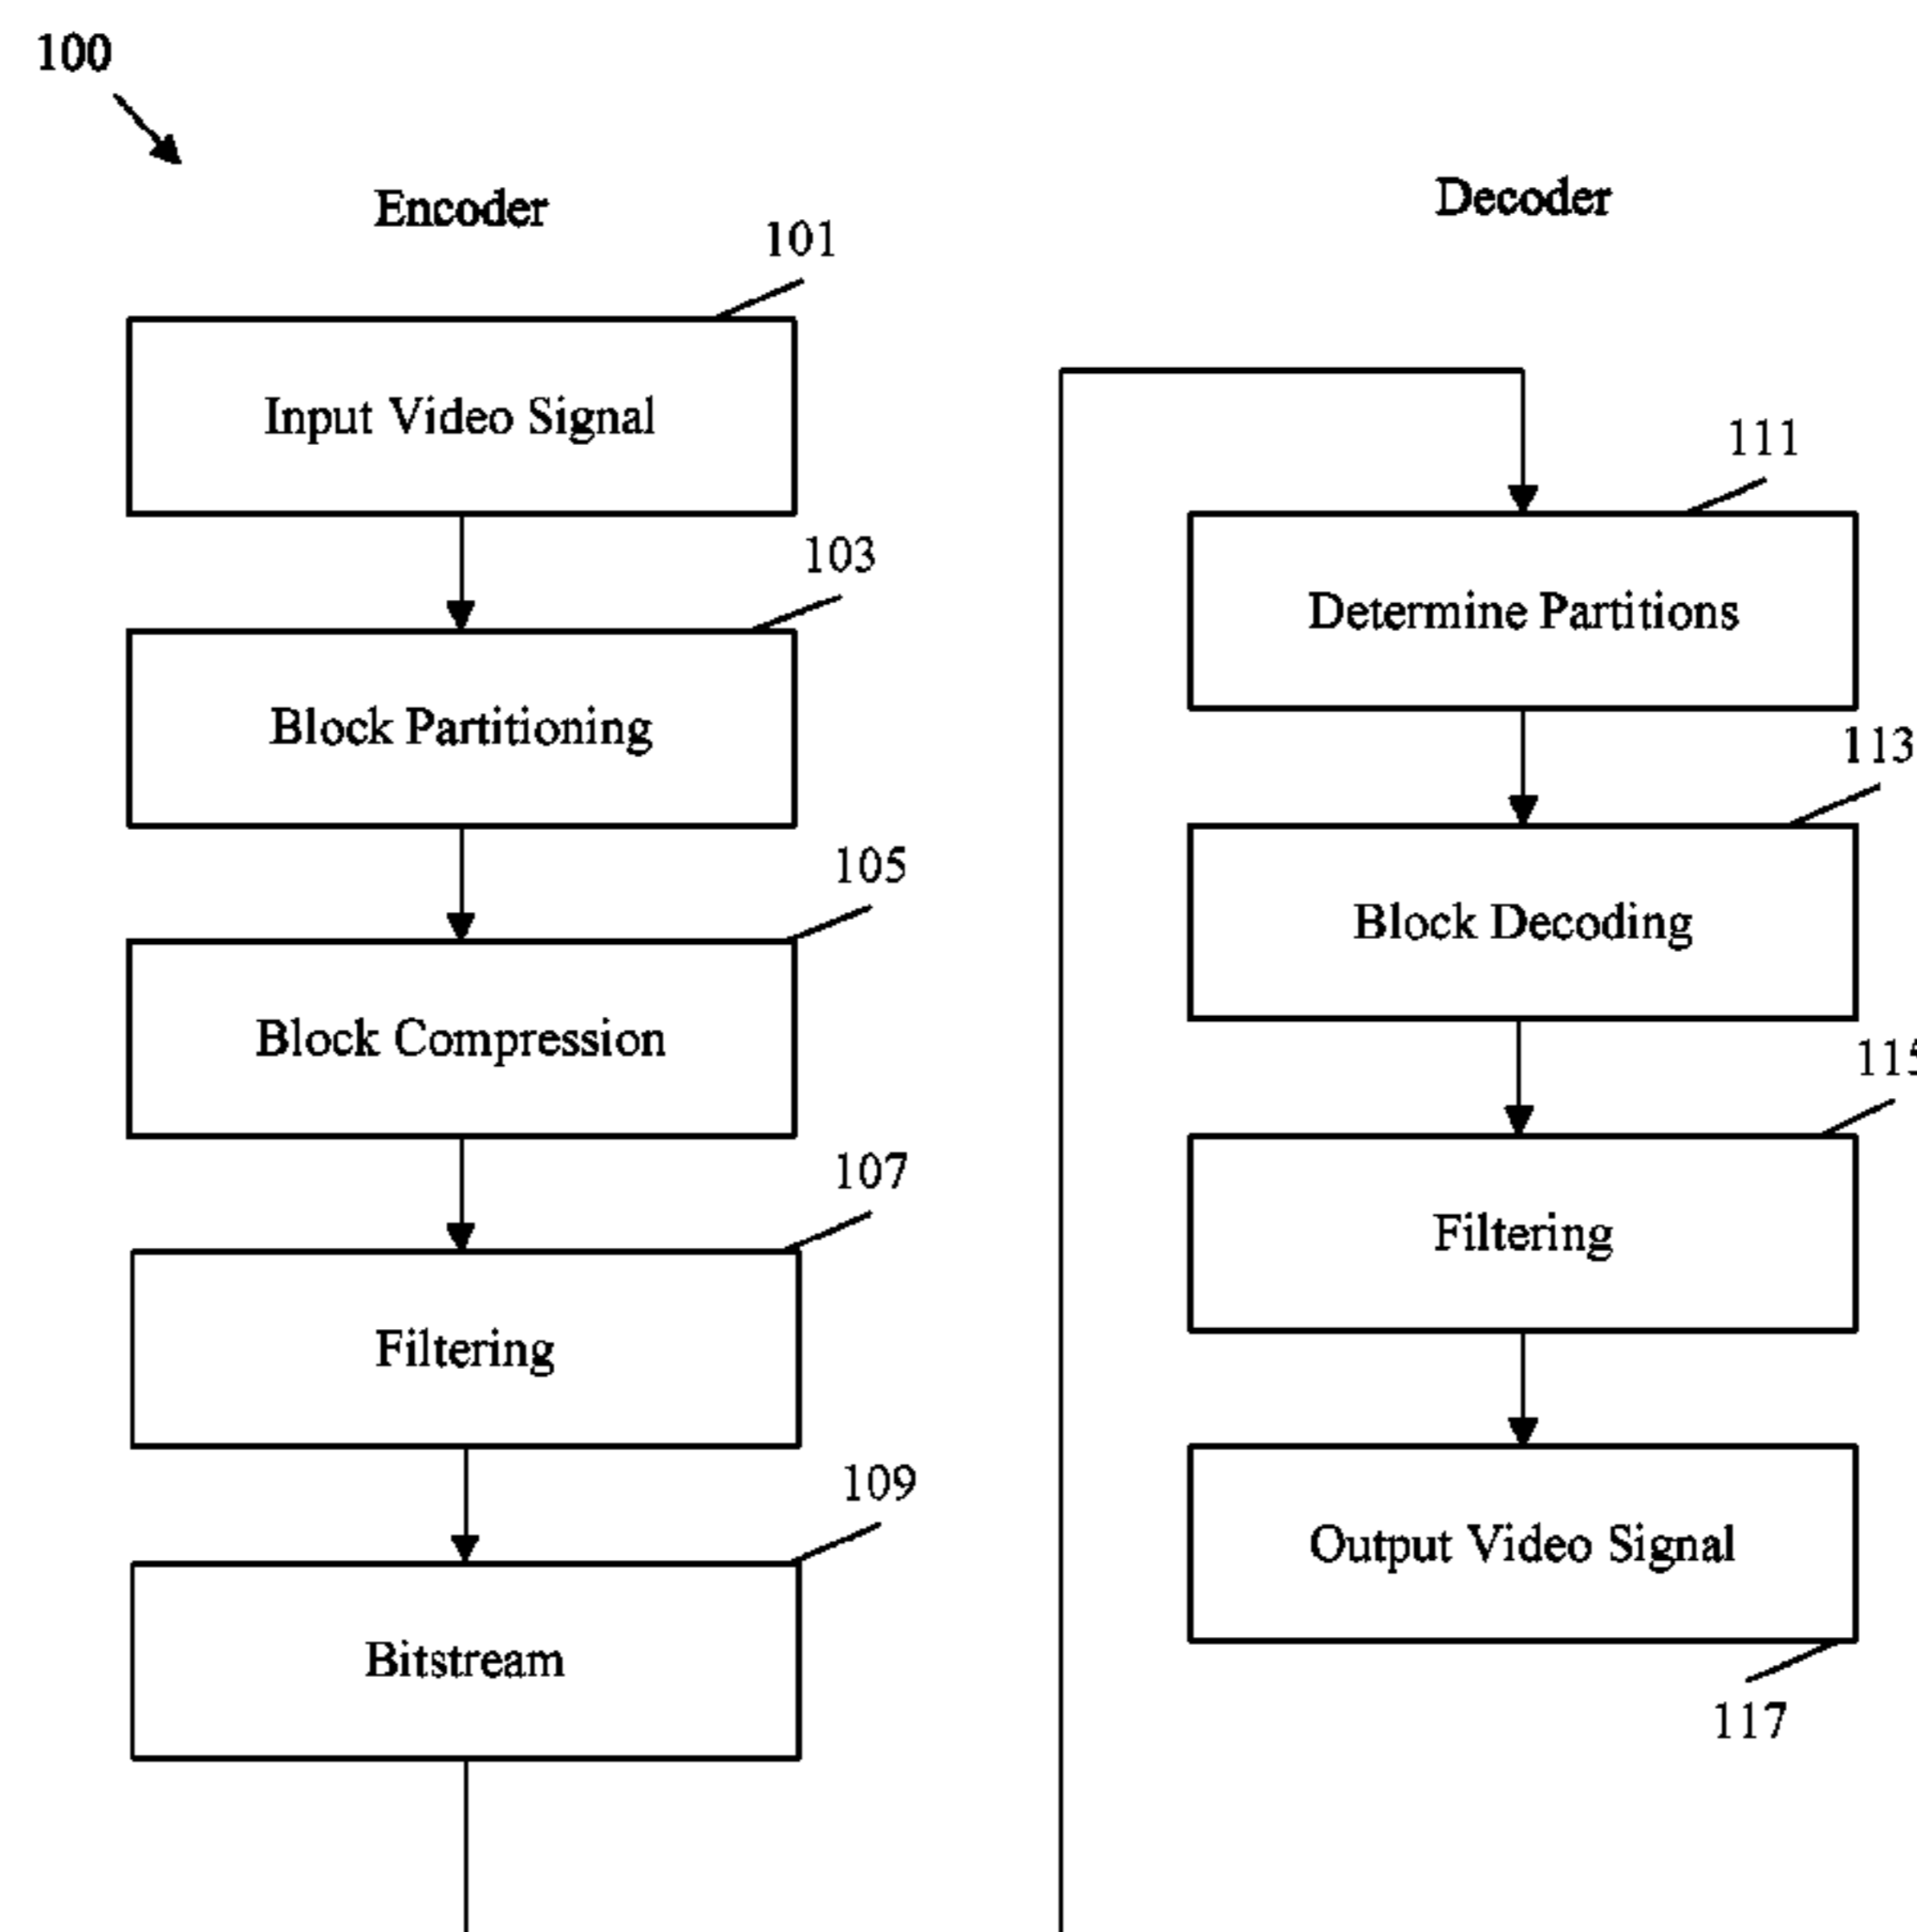 100
Encoder
101
Input Video Signal
103
Block Partitioning
105
Block Compression
107
Filtering
109
Bitstream
Decoder
111
Determine Partitions
113
Block Decoding
115
Filtering
Output Video Signal
117